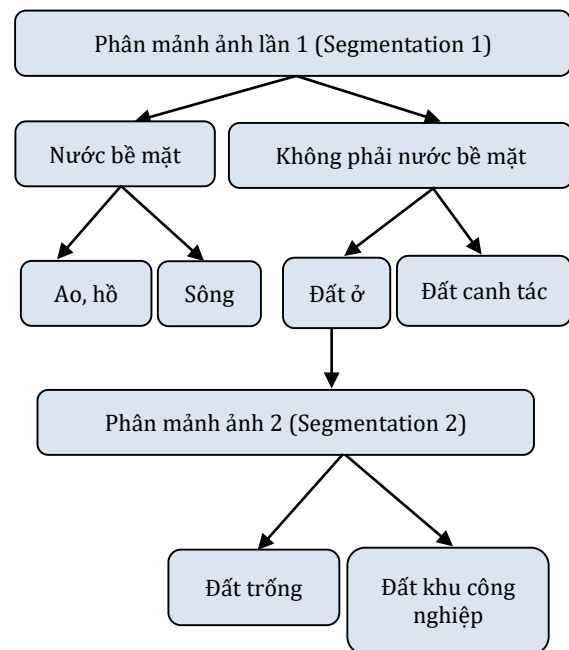 Phân mảnh ảnh lần 1 (Segmentation 1)
Nước bề mặt
Không phải nước bề mặt
Ao, hồ
Sông
Đất ở
Đất canh tác
Phân mảnh ảnh 2 (Segmentation 2)
Đất trống
Đất khu công
nghiệp